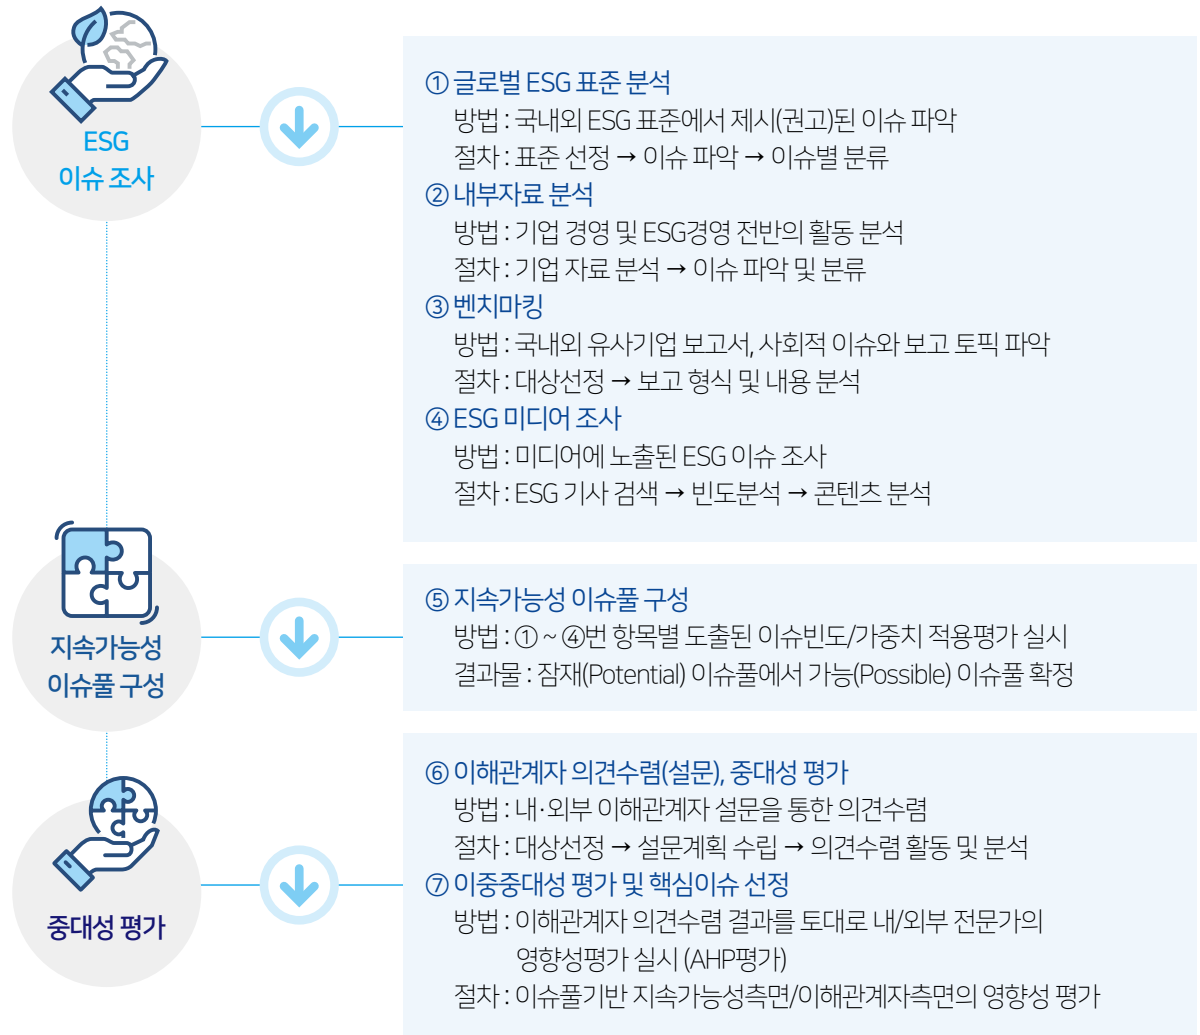 ESG
이슈 조사
① 글로벌 ESG 표준 분석
방법 : 국내외 ESG 표준에서 제시(권고)된 이슈 파악
절차 : 표준 선정 → 이슈 파악 → 이슈별 분류
② 내부자료 분석
방법 : 기업 경영 및 ESG경영 전반의 활동 분석
절차 : 기업 자료 분석 → 이슈 파악 및 분류
③ 벤치마킹
방법 : 국내외 유사기업 보고서, 사회적 이슈와 보고 토픽 파악
절차 : 대상선정 → 보고 형식 및 내용 분석
④ ESG 미디어 조사
방법 : 미디어에 노출된 ESG 이슈 조사
절차 : ESG 기사 검색 → 빈도분석 → 콘텐츠 분석
지속가능성
이슈풀 구성
⑤ 지속가능성 이슈풀 구성
방법 : ① ~ ④번 항목별 도출된 이슈빈도/가중치 적용평가 실시
결과물 : 잠재(Potential) 이슈풀에서 가능(Possible) 이슈풀 확정
중대성 평가
⑥ 이해관계자 의견수렴(설문), 중대성 평가
방법 : 내·외부 이해관계자 설문을 통한 의견수렴
절차 : 대상선정 → 설문계획 수립 → 의견수렴 활동 및 분석
⑦ 이중중대성 평가 및 핵심이슈 선정
방법 : 이해관계자 의견수렴 결과를 토대로 내/외부 전문가의
영향성평가 실시 (AHP평가)
절차 : 이슈풀기반 지속가능성측면/이해관계자측면의 영향성 평가